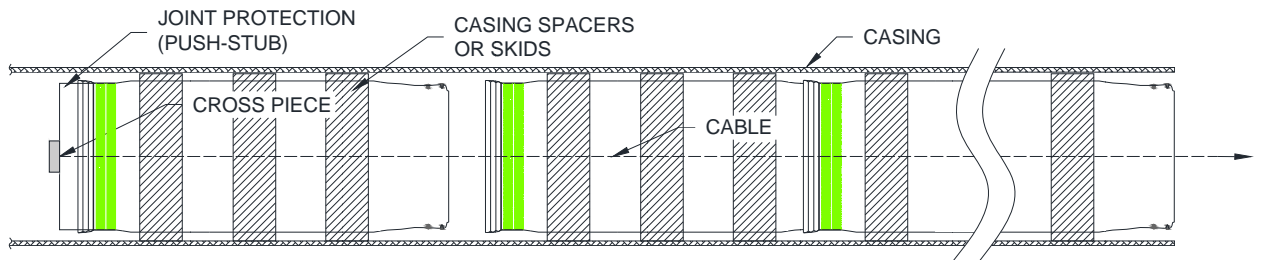 JOINT PROTECTION
(PUSH-STUB)
CASING SPACERS
OR SKIDS
CASING
CROSS PIECE
CABLE